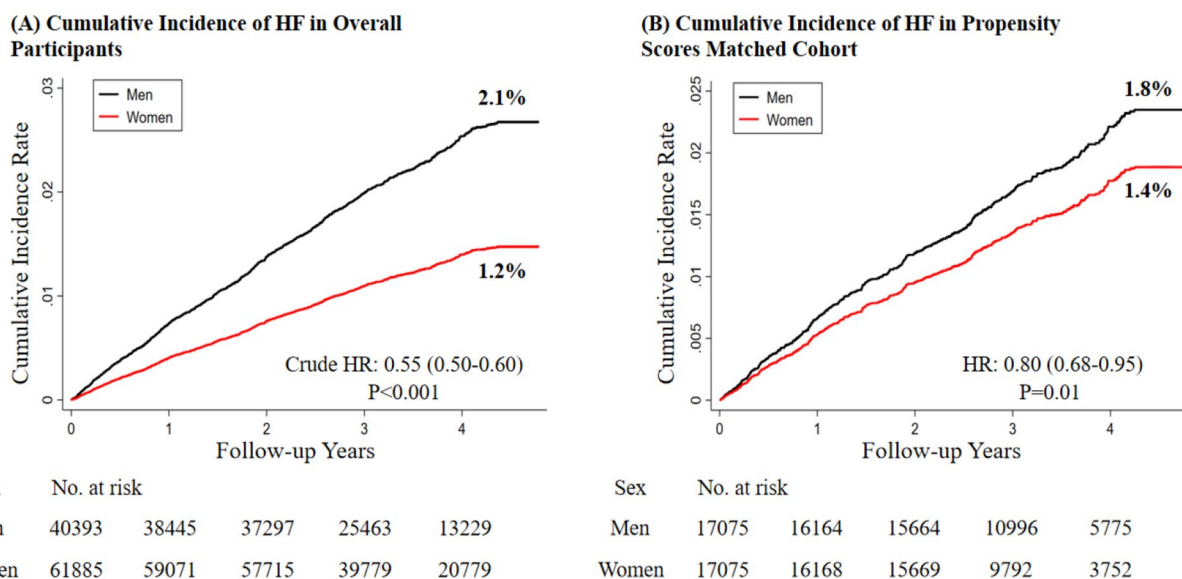 (A) Cumulative Incidence of HF in Overall
Participants
.03
Men
Women
2.1%
Cumulative Incidence Rate
.02
.01
0
1.2%
Crude HR: 0.55 (0.50-0.60)
P<0.001
0 1 2 3 4
Follow-up Years
No. at risk
n 40393 38445 37297 25463 13229
en 61885 59071 57715 39779 20779
(B) Cumulative Incidence of HF in Propensity
Scores Matched Cohort
.025
Men
Women
1.8%
Cumulative Incidence Rate
.02
.015
.01
.005
0
1.4%
HR: 0.80 (0.68-0.95)
P=0.01
0 1 2 3 4
Follow-up Years
Sex No. at risk
Men 17075 16164 15664 10996 5775
Women 17075 16168 15669 9792 3752